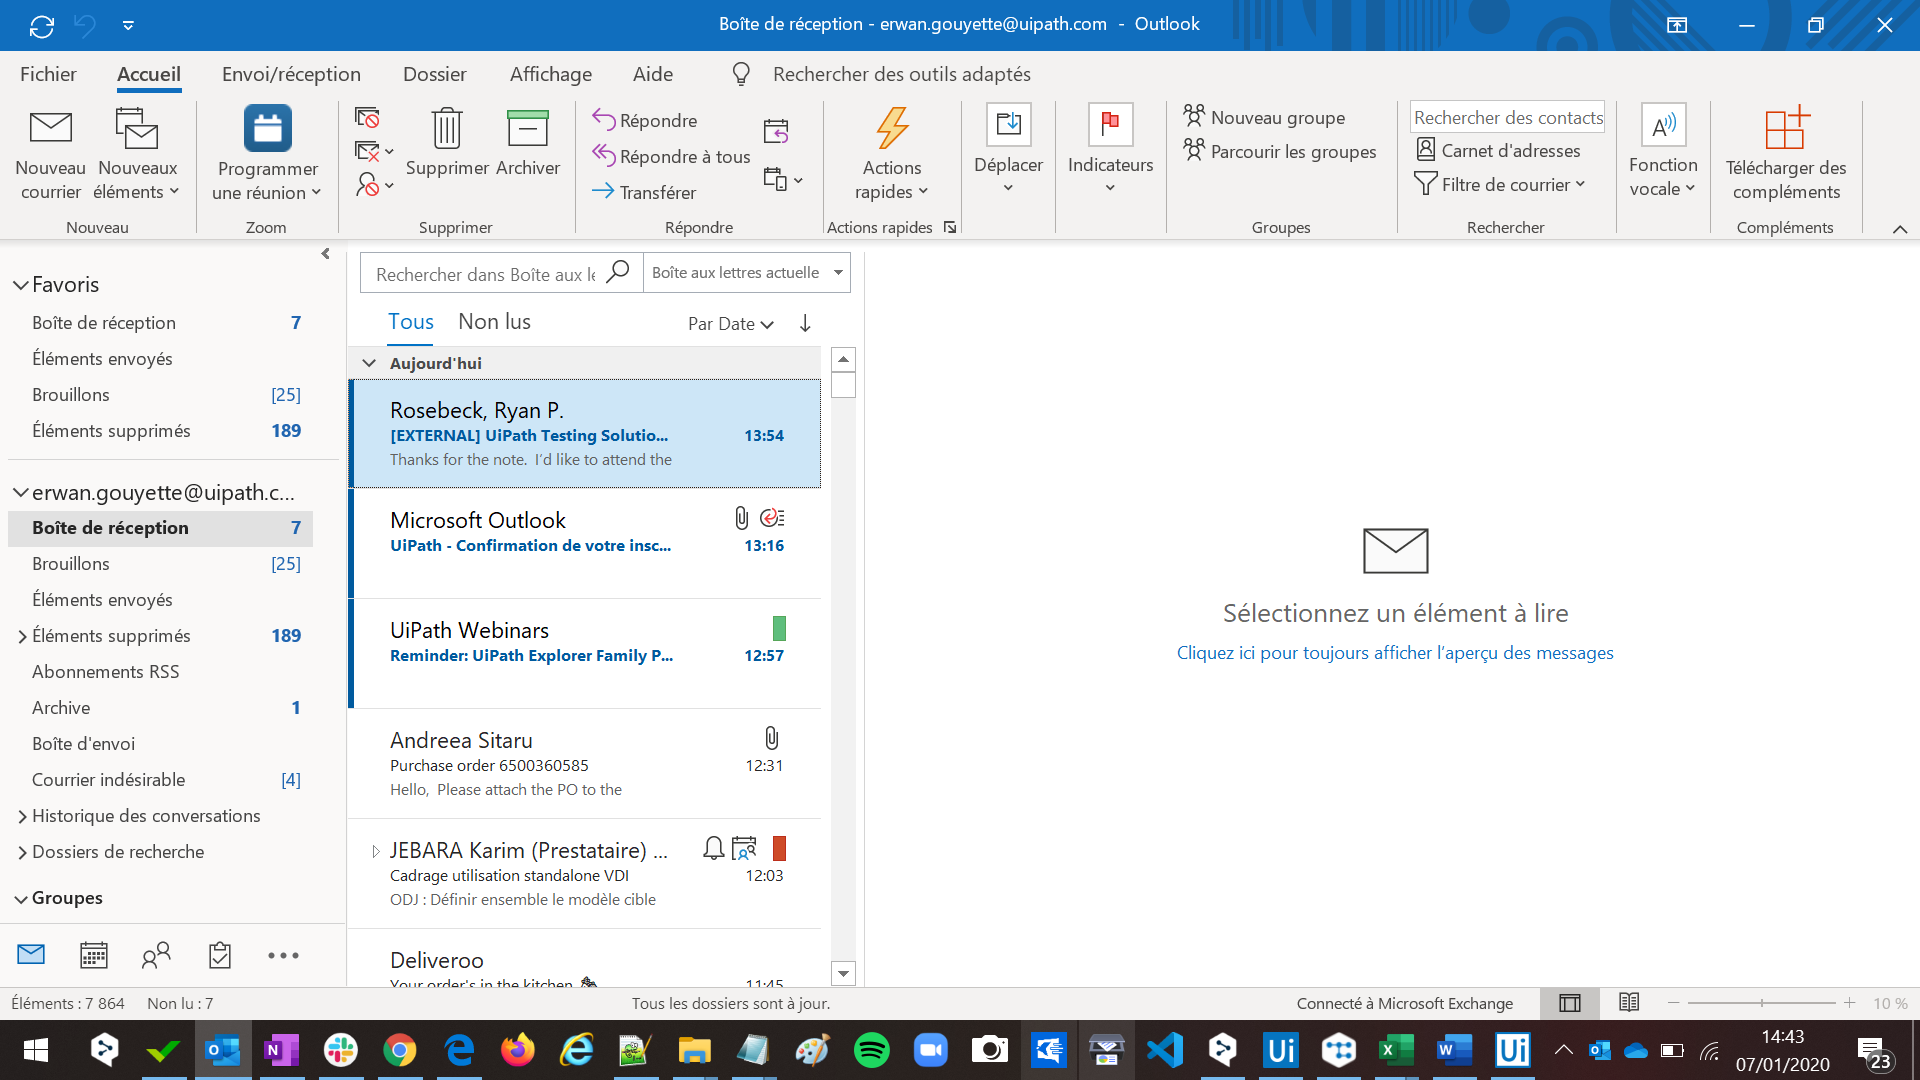 Boîte de réception - erwan.gouyette@uipath.com - Outlook
Fichier Accueil Envoi/réception Dossier Affichage Aide Rechercher des outils adaptés
Nouveau courrier
Nouveaux éléments
Nouveau
Programmer une réunion
Zoom
Supprimer Archiver
Supprimer
Répondre
Répondre à tous
Transférer
Répondre
Actions rapides
Actions rapides
Déplacer
Indicateurs
Nouveau groupe
Parcourir les groupes
Groupes
Rechercher des contacts
Carnet d'adresses
Filtre de courrier
Rechercher
A
Fonction vocale
Télécharger des compléments
Compléments
Favoris
Boîte de réception 7
Éléments envoyés
Brouillons [25]
Éléments supprimés 189
erwan.gouyette@uipath.c...
Boîte de réception 7
Brouillons [25]
Éléments envoyés
Éléments supprimés 189
Abonnements RSS
Archive 1
Boîte d'envoi
Courrier indésirable [4]
Historique des conversations
Dossiers de recherche
Groupes
Rechercher dans Boîte aux le
Boîte aux lettres actuelle
Tous Non lus Par Date
Aujourd'hui
Rosebeck, Ryan P.
[EXTERNAL] UiPath Testing Solutio... 13:54
Thanks for the note. I'd like to attend the
Microsoft Outlook
UiPath - Confirmation de votre insc... 13:16
UiPath Webinars
Reminder: UiPath Explorer Family P... 12:57
Andreea Sitaru
Purchase order 6500360585 12:31
Hello, Please attach the PO to the
JEBARA Karim (Prestataire) ...
Cadrage utilisation standalone VDI 12:03
ODJ : Définir ensemble le modèle cible
Deliveroo
Your order's in the kitchen 11:45
Sélectionnez un élément à lire
Cliquez ici pour toujours afficher l'aperçu des messages
Éléments : 7 864 Non lu : 7 Tous les dossiers sont à jour. Connecté à Microsoft Exchange 10 %
N
Ui
X
W
Ui
14:43
07/01/2020
23